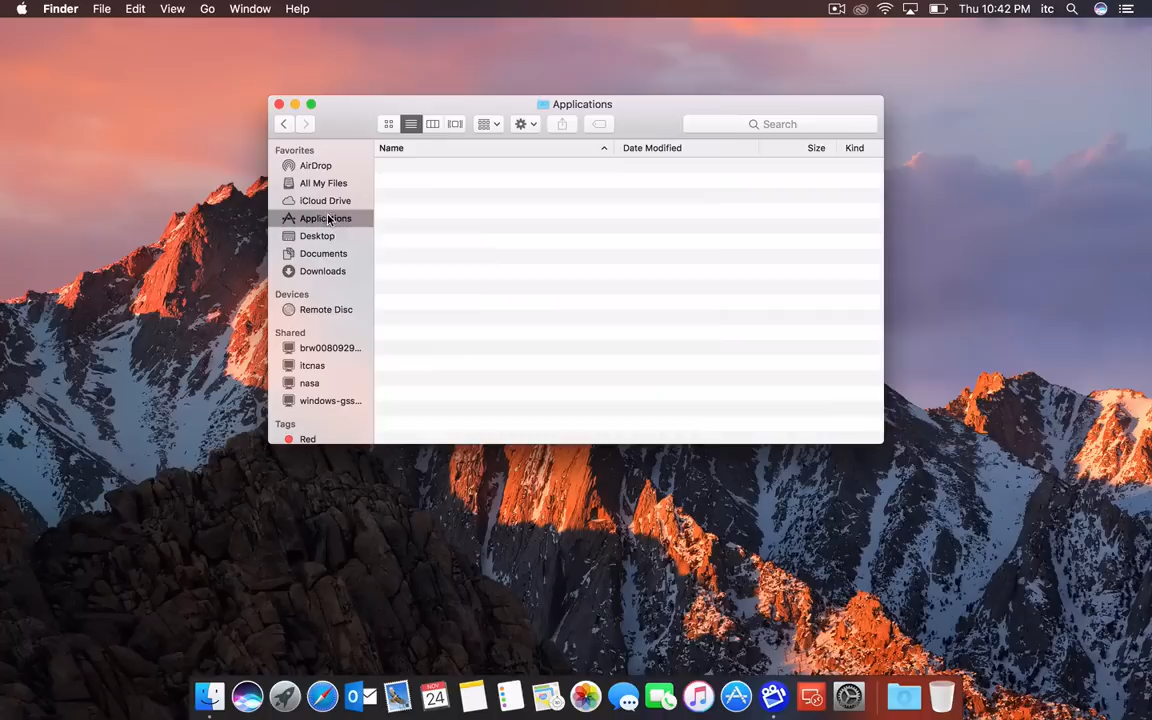 Finder File Edit View Go Window Help Thu 10:42 PM itc
Applications
Search
Favorites
AirDrop
All My Files
iCloud Drive
Applications
Desktop
Documents
Downloads
Devices
Remote Disc
Shared
brw0080929...
itcnas
nasa
windows-gss...
Tags
Red
Name Date Modified Size Kind
NOV
24